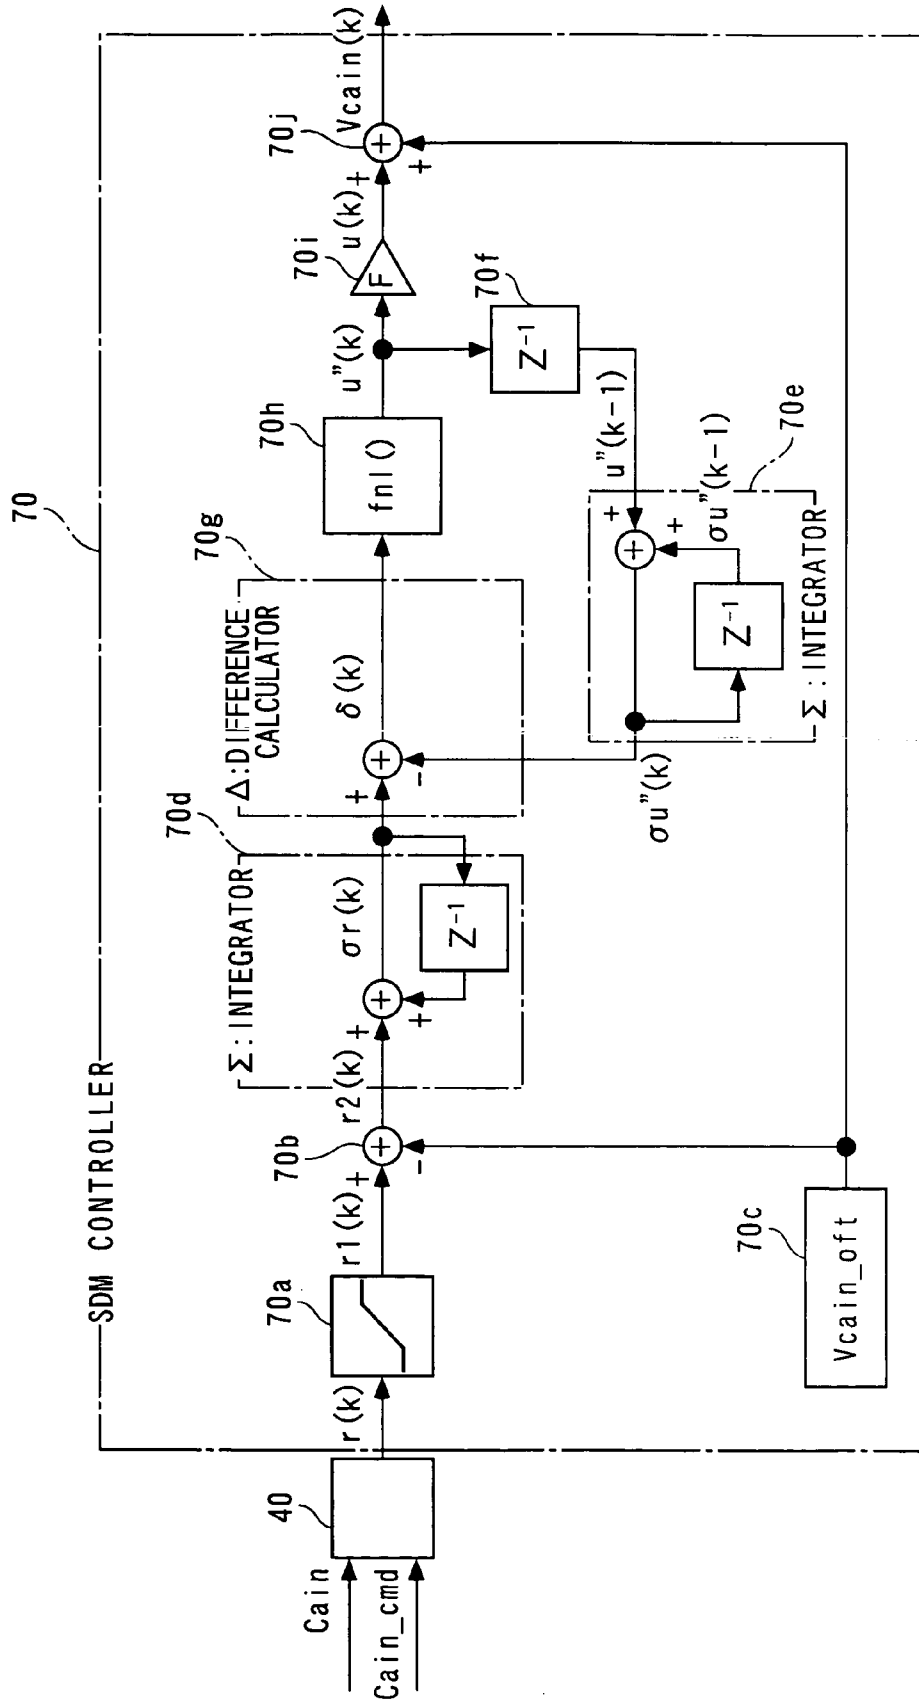 70
SDM CONTROLLER
Cain
Cain_cmd
40
r(k)
70a
r1(k)
+
-
+
70b
r2(k)
Σ:INTEGRATOR
70d
+
+
+
σr(k)
Z⁻¹
Δ:DIFFERENCE
CALCULATOR
70g
+
-
+
δ(k)
70h
fnl()
u"(k)
70i
F
u(k)
+
+
+
70j
Vcain(k)
70f
Z⁻¹
u"(k-1)
70e
+
+
+
σu"(k-1)
Z⁻¹
Σ:INTEGRATOR
σu"(k)
70c
Vcain_oft